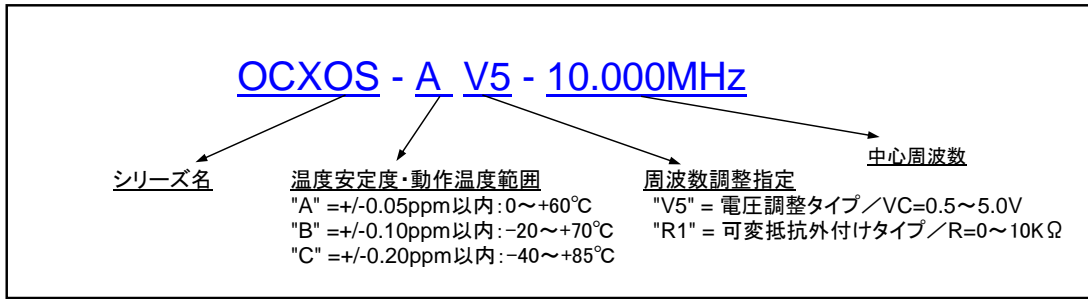 OCXOS - A V5 - 10.000MHz
中心周波数
シリーズ名 温度安定度・動作温度範囲 周波数調整指定
"A" =+/-0.05ppm以内:0～+60℃ "V5" = 電圧調整タイプ／VC=0.5～5.0V
"B" =+/-0.10ppm以内:-20～+70℃ "R1" = 可変抵抗外付けタイプ／R=0～10KΩ
"C" =+/-0.20ppm以内:-40～+85℃